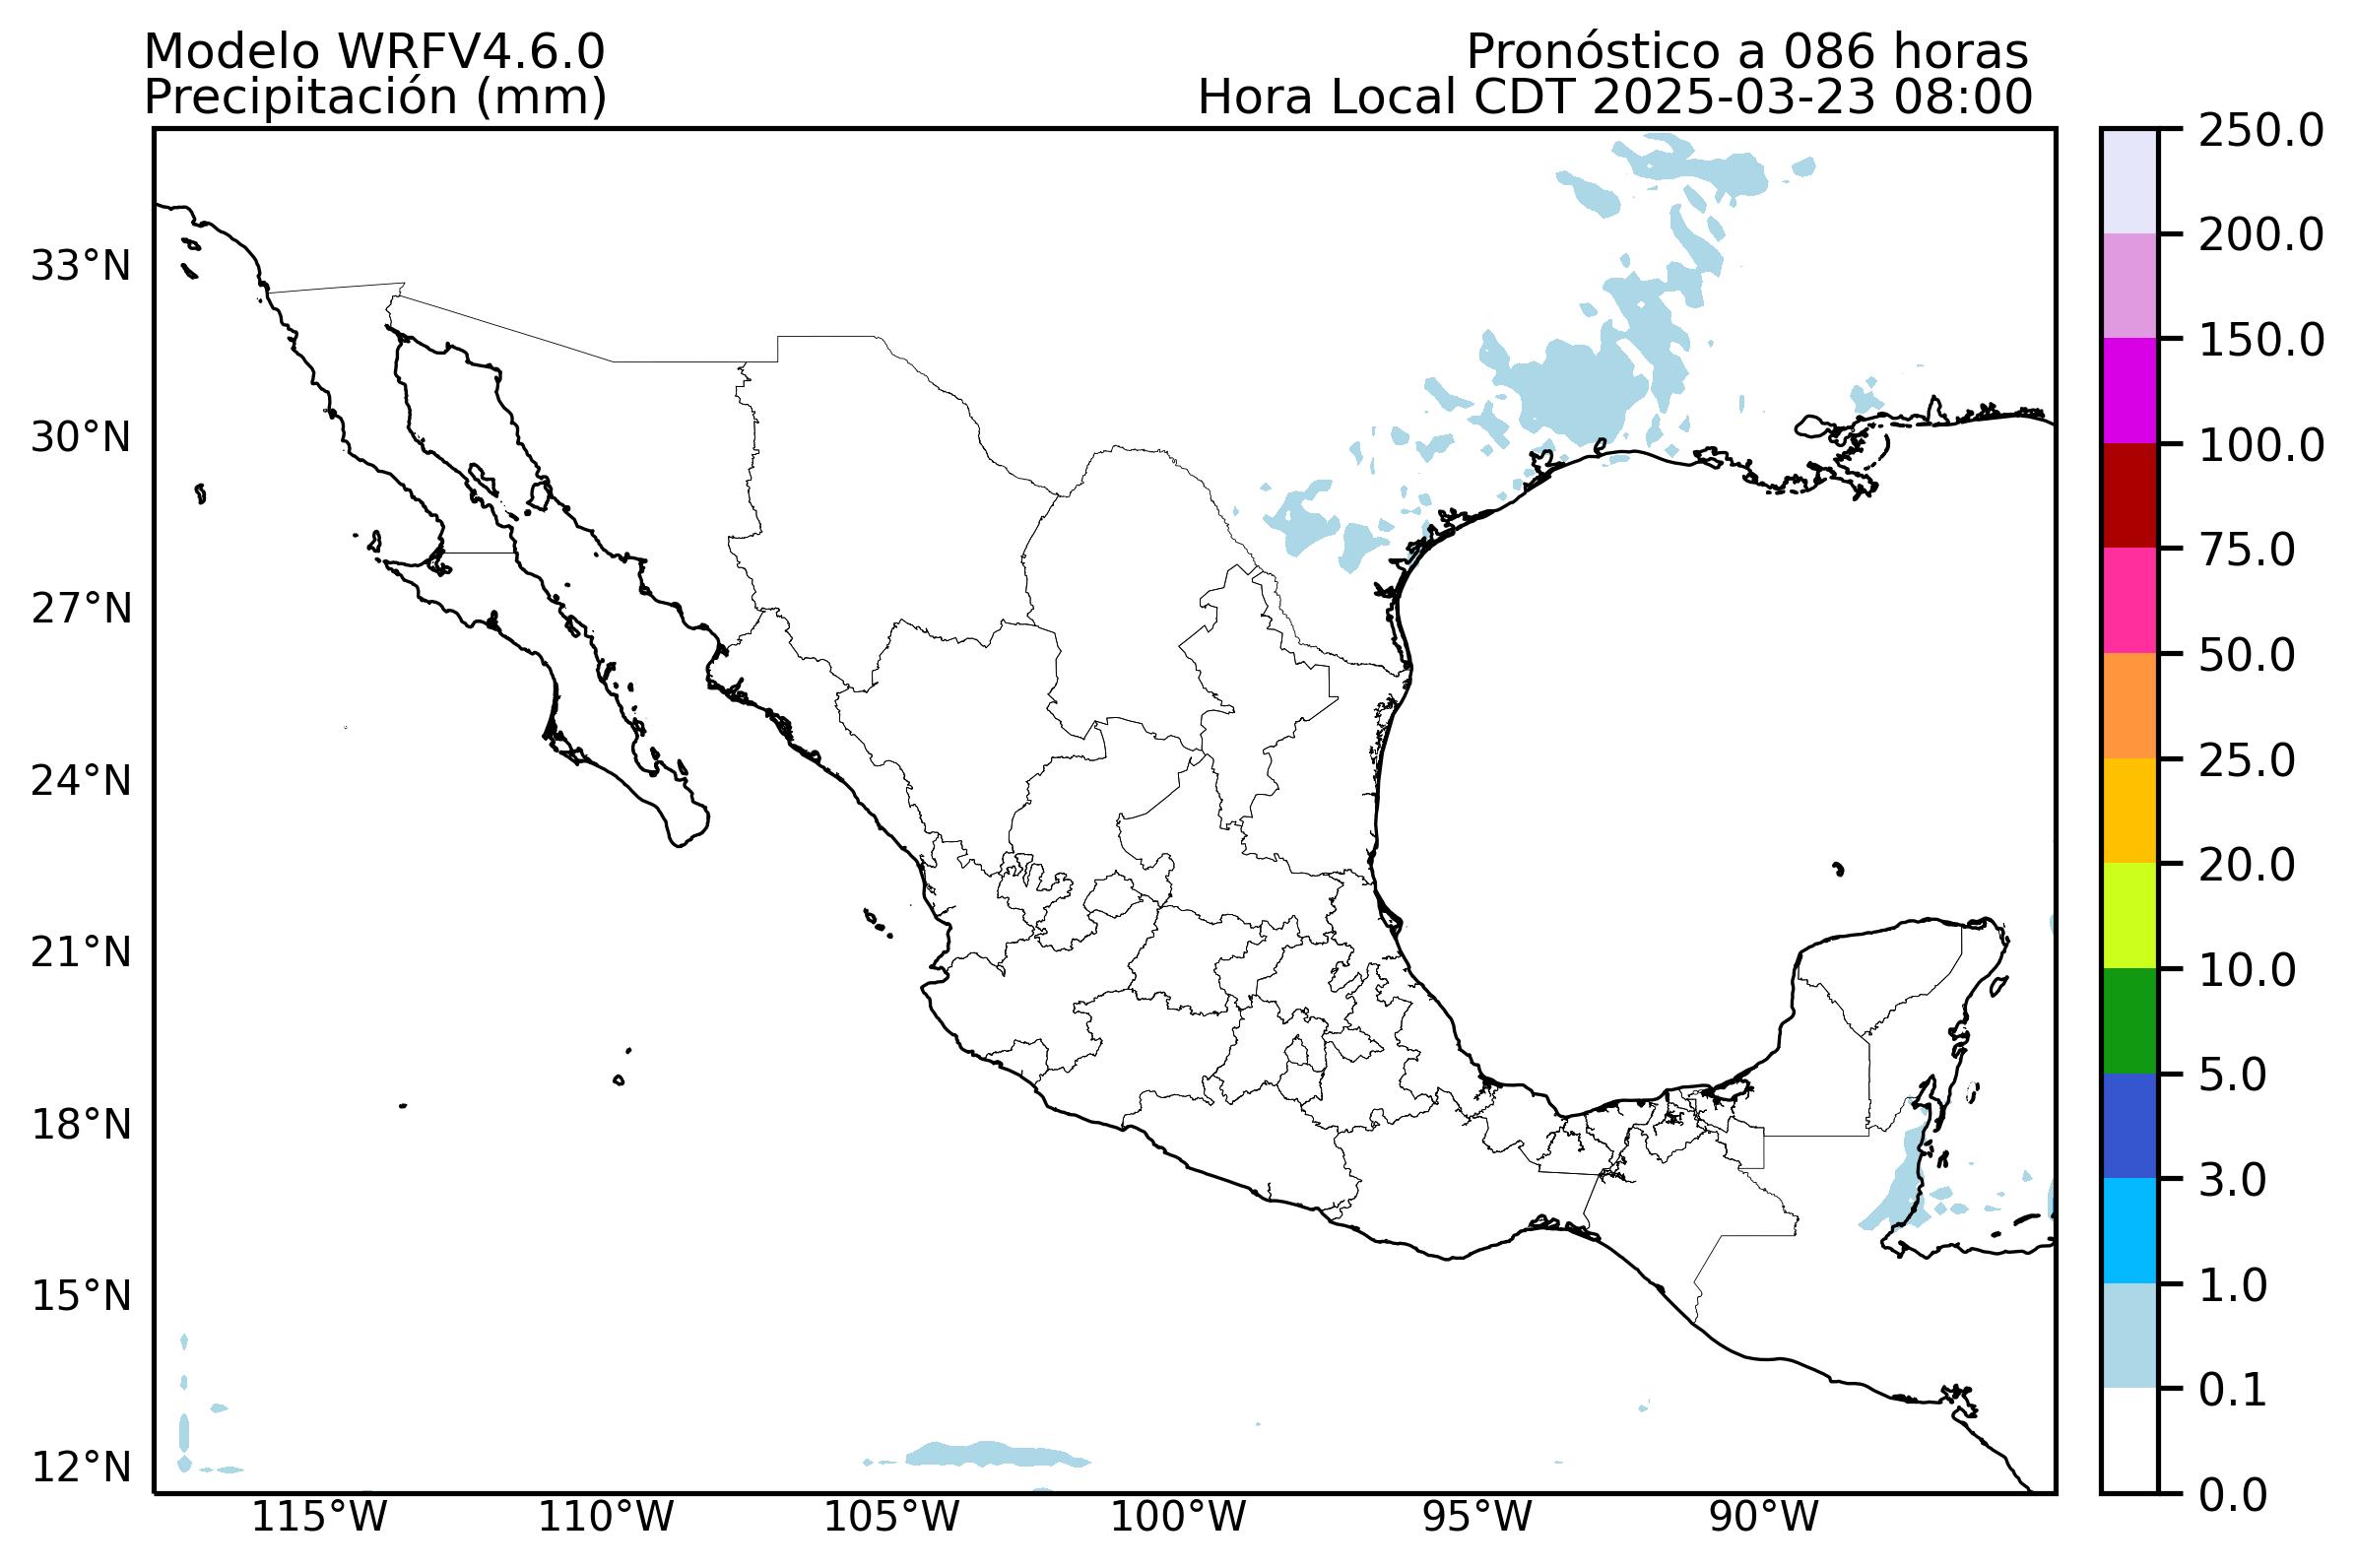 Modelo WRFV4.6.0
Precipitación (mm)
Pronóstico a 086 horas
Hora Local CDT 2025-03-23 08:00
33°N
30°N
27°N
24°N
21°N
18°N
15°N
12°N
115°W
110°W
105°W
100°W
95°W
90°W
250.0
200.0
150.0
100.0
75.0
50.0
25.0
20.0
10.0
5.0
3.0
1.0
0.1
0.0